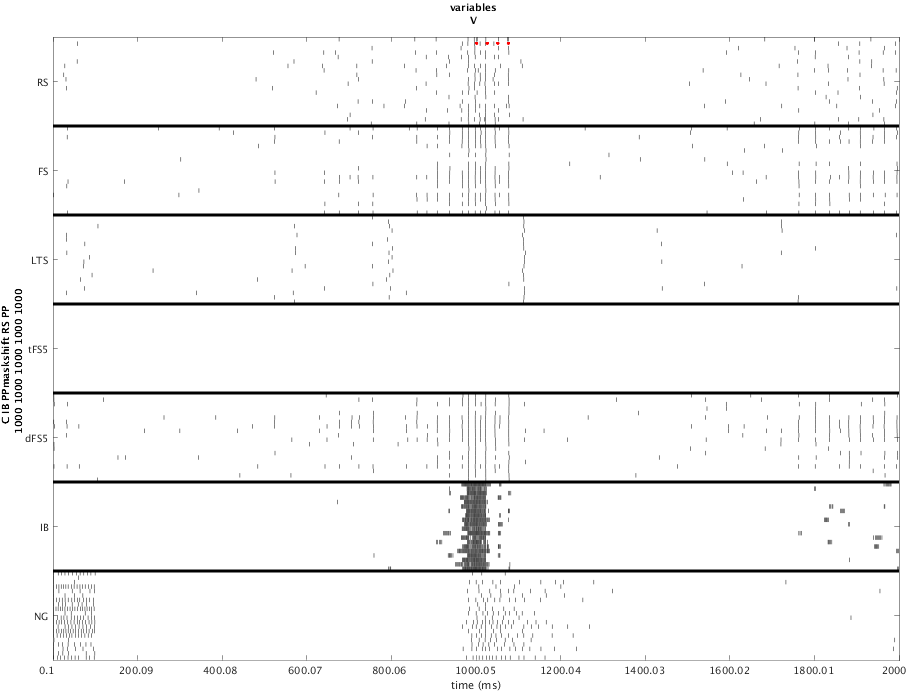 variables
V
C IB PPmaskshift RS PP
1000 1000 1000 1000 1000
RS
FS
LTS
tFS5
dFS5
IB
NG
0.1 200.09 400.08 600.07 800.06 1000.05 1200.04 1400.03 1600.02 1800.01 2000
time (ms)